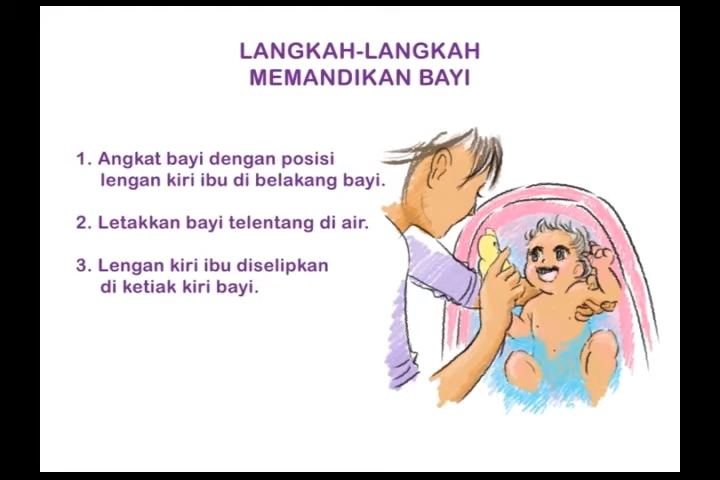 LANGKAH-LANGKAH
MEMANDIKAN BAYI
1. Angkat bayi dengan posisi
lengan kiri ibu di belakang bayi.
2. Letakkan bayi telentang di air.
3. Lengan kiri ibu diselipkan
di ketiak kiri bayi.